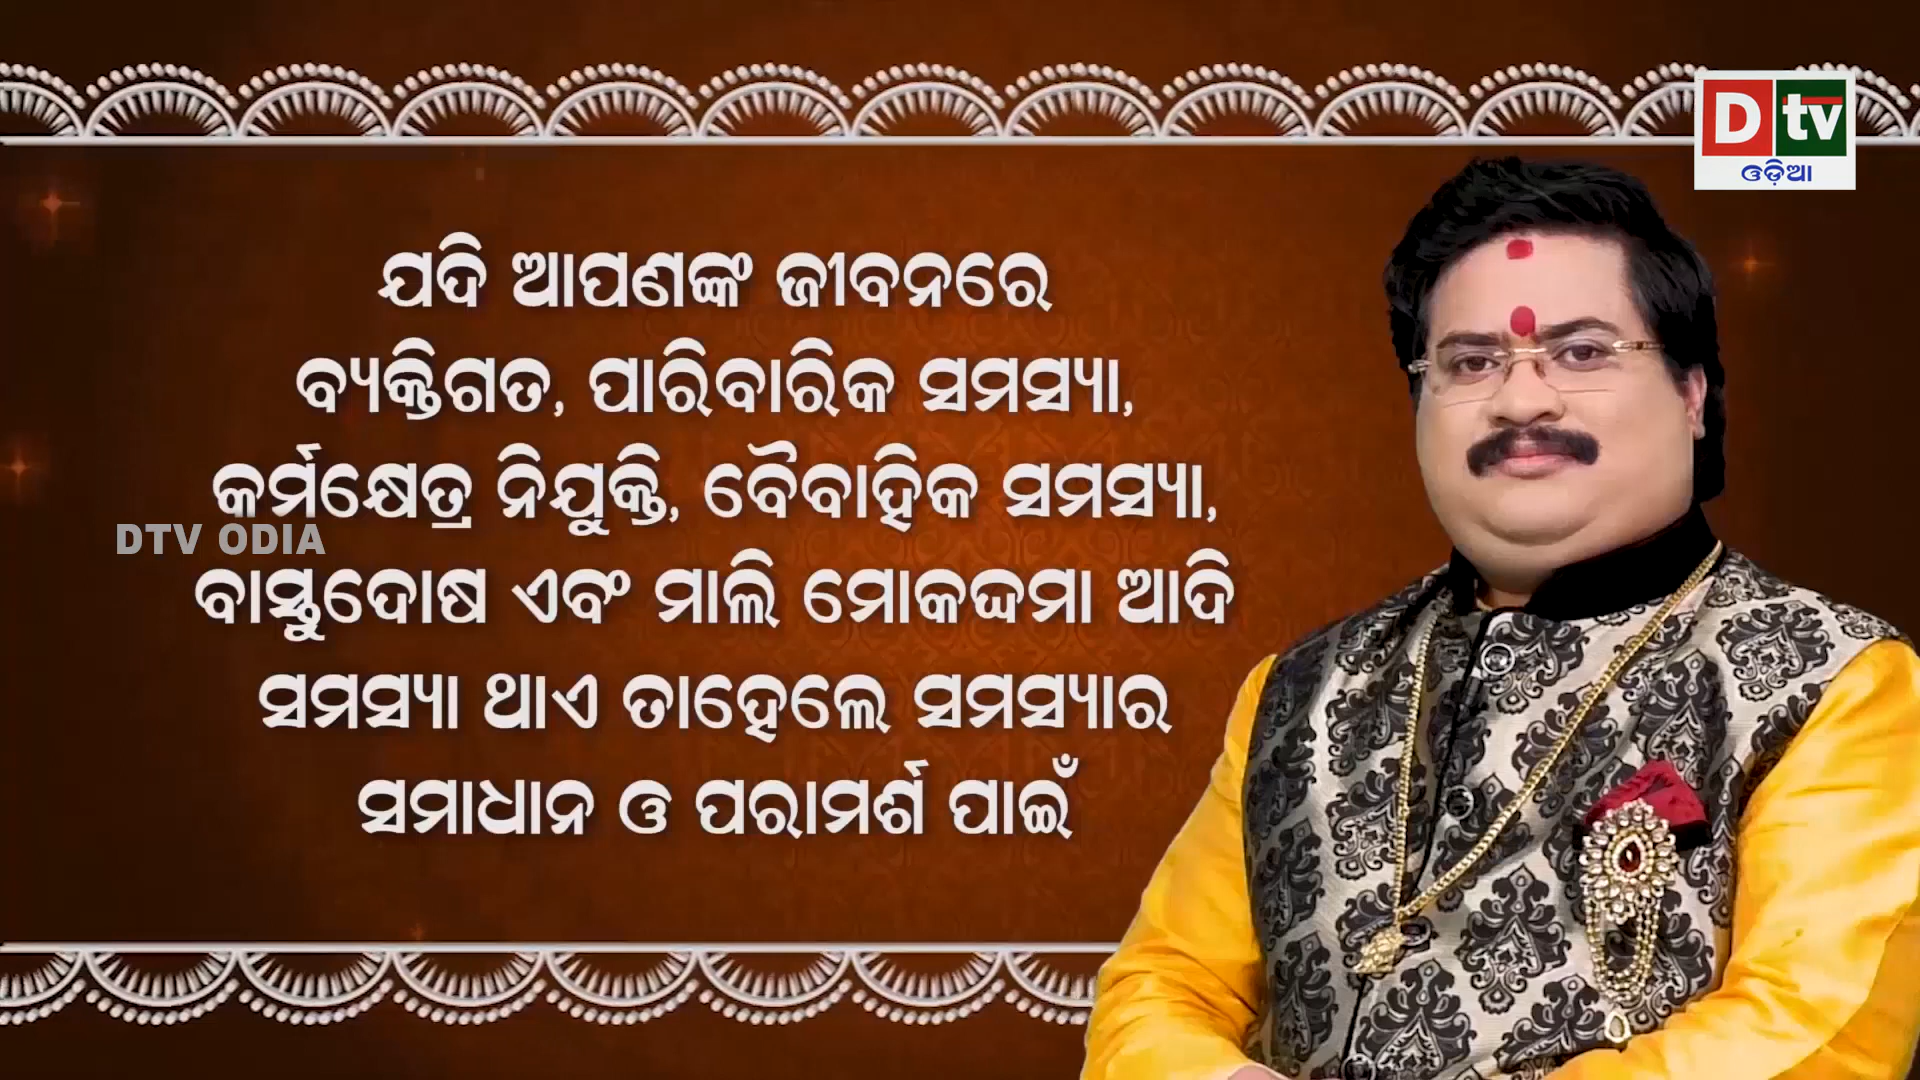 D tv
ଓଡ଼ିଆ
ଯଦି ଆପଣଙ୍କ ଜୀବନରେ
ବ୍ୟକ୍ତିଗତ, ପାରିବାରିକ ସମସ୍ୟା,
କର୍ମକ୍ଷେତ୍ର ନିଯୁକ୍ତି, ବୈବାହିକ ସମସ୍ୟା,
DTV ODIA
ବାସ୍ତୁଦୋଷ ଏବଂ ମାଲି ମୋକଦ୍ଦମା ଆଦି
ସମସ୍ୟା ଥାଏ ତାହେଲେ ସମସ୍ୟାର
ସମାଧାନ ଓ ପରାମର୍ଶ ପାଇଁ